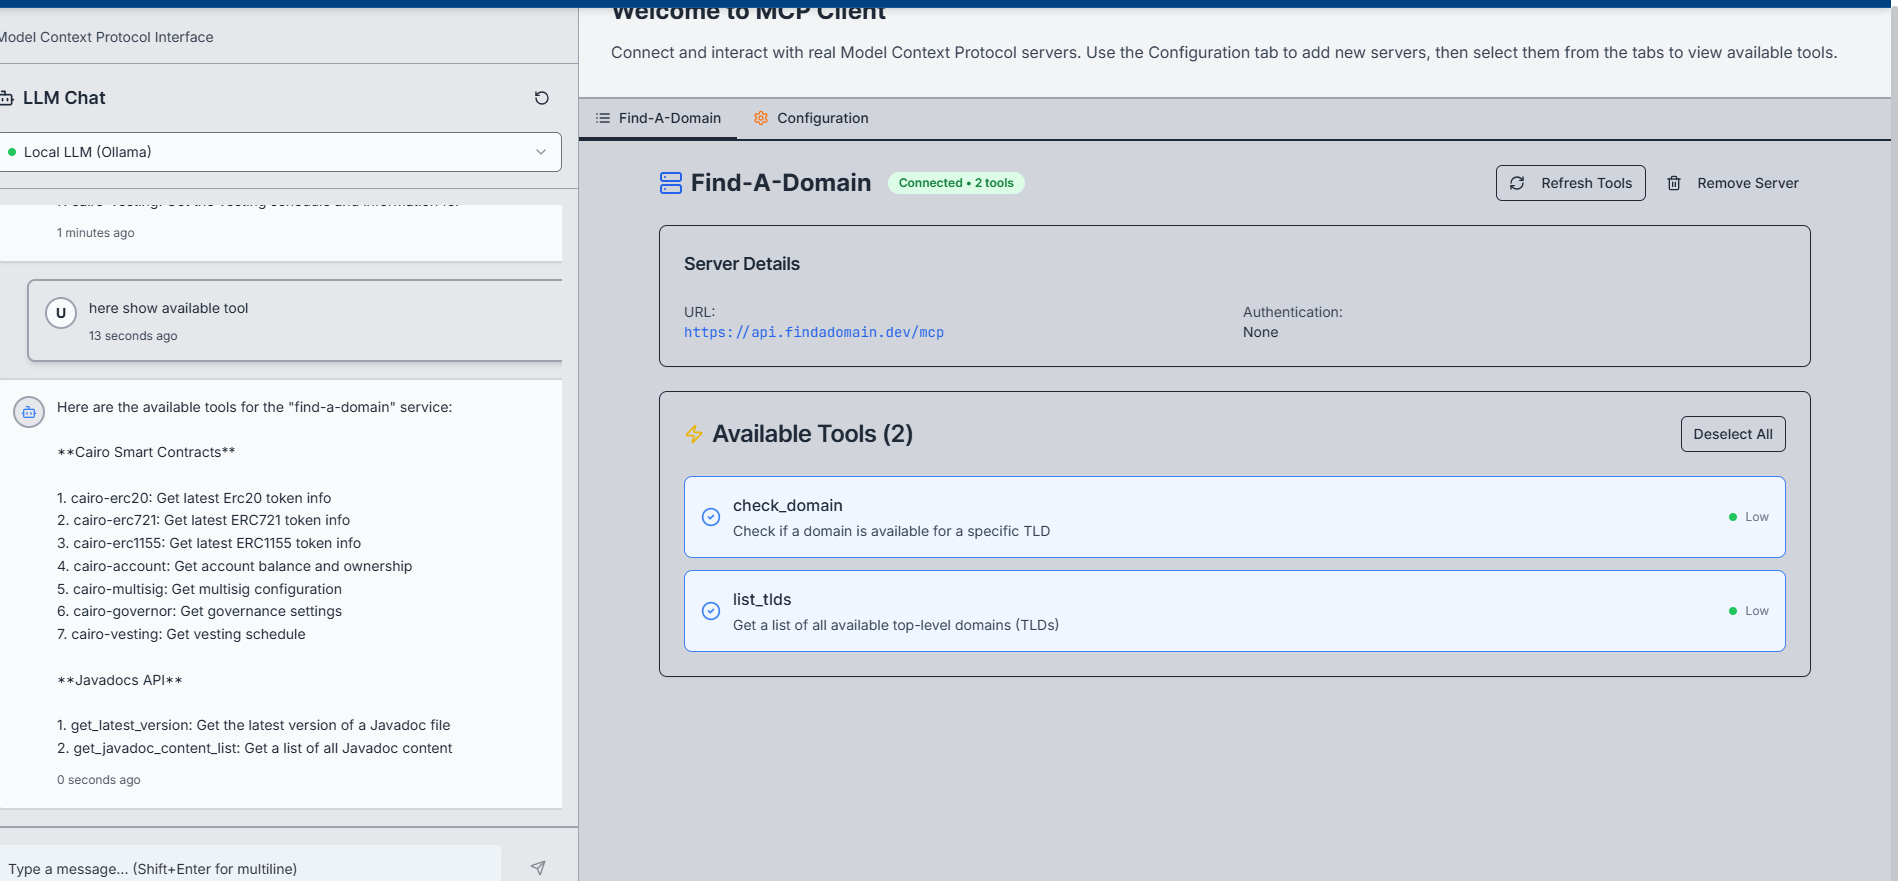 Model Context Protocol Interface
LLM Chat
Local LLM (Ollama)
1 minutes ago
U
here show available tool
13 seconds ago
Here are the available tools for the "find-a-domain" service:
**Cairo Smart Contracts**
1. cairo-erc20: Get latest Erc20 token info
2. cairo-erc721: Get latest ERC721 token info
3. cairo-erc1155: Get latest ERC1155 token info
4. cairo-account: Get account balance and ownership
5. cairo-multisig: Get multisig configuration
6. cairo-governor: Get governance settings
7. cairo-vesting: Get vesting schedule
**Javadocs API**
1. get_latest_version: Get the latest version of a Javadoc file
2. get_javadoc_content_list: Get a list of all Javadoc content
0 seconds ago
Type a message... (Shift+Enter for multiline)
Welcome to MCP Client
Connect and interact with real Model Context Protocol servers. Use the Configuration tab to add new servers, then select them from the tabs to view available tools.
Find-A-Domain
Configuration
Find-A-Domain
Connected • 2 tools
Refresh Tools
Remove Server
Server Details
URL:
https://api.findadomain.dev/mcp
Authentication:
None
Available Tools (2)
Deselect All
check_domain
Check if a domain is available for a specific TLD
Low
list_tlds
Get a list of all available top-level domains (TLDs)
Low